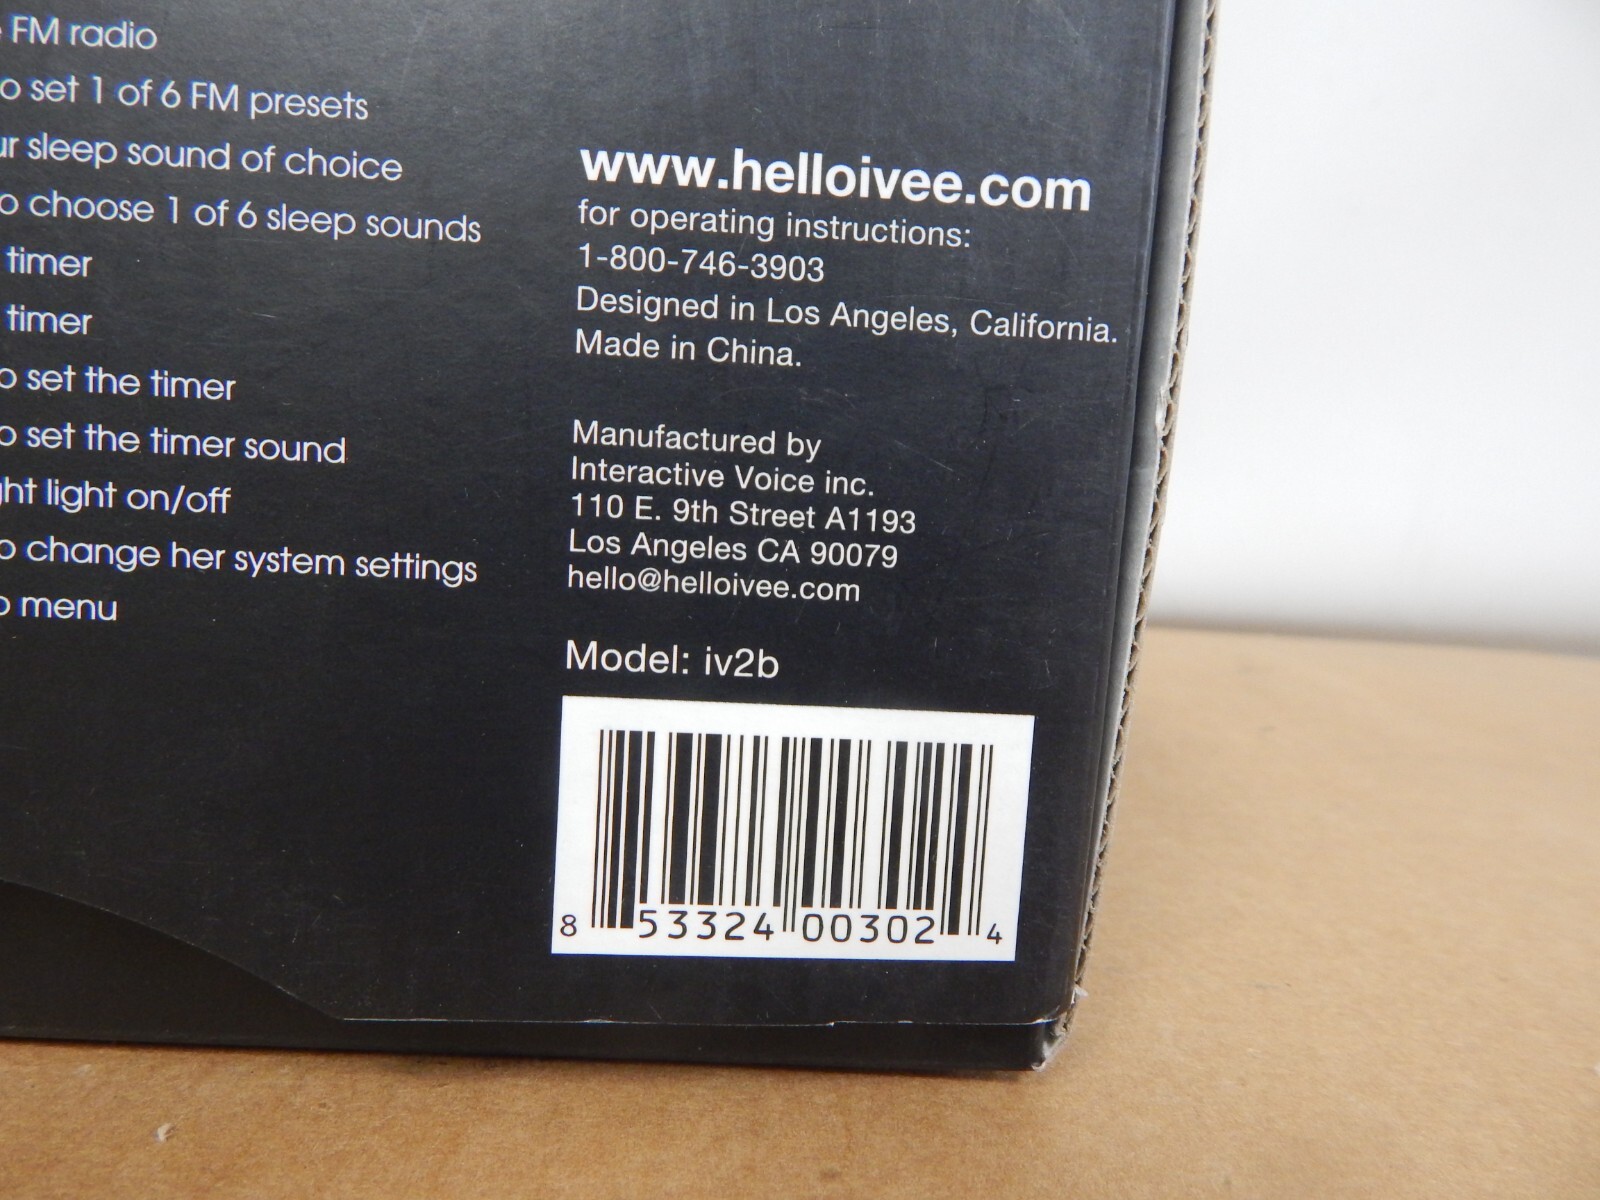 FM radio
o set 1 of 6 FM presets
ur sleep sound of choice
o choose 1 of 6 sleep sounds
timer
timer
o set the timer
o set the timer sound
ght light on/off
o change her system settings
o menu
www.helloivee.com
for operating instructions:
1-800-746-3903
Designed in Los Angeles, California.
Made in China.
Manufactured by
Interactive Voice inc.
110 E. 9th Street A1193
Los Angeles CA 90079
hello@helloivee.com
Model: iv2b
8 53324 00302 4